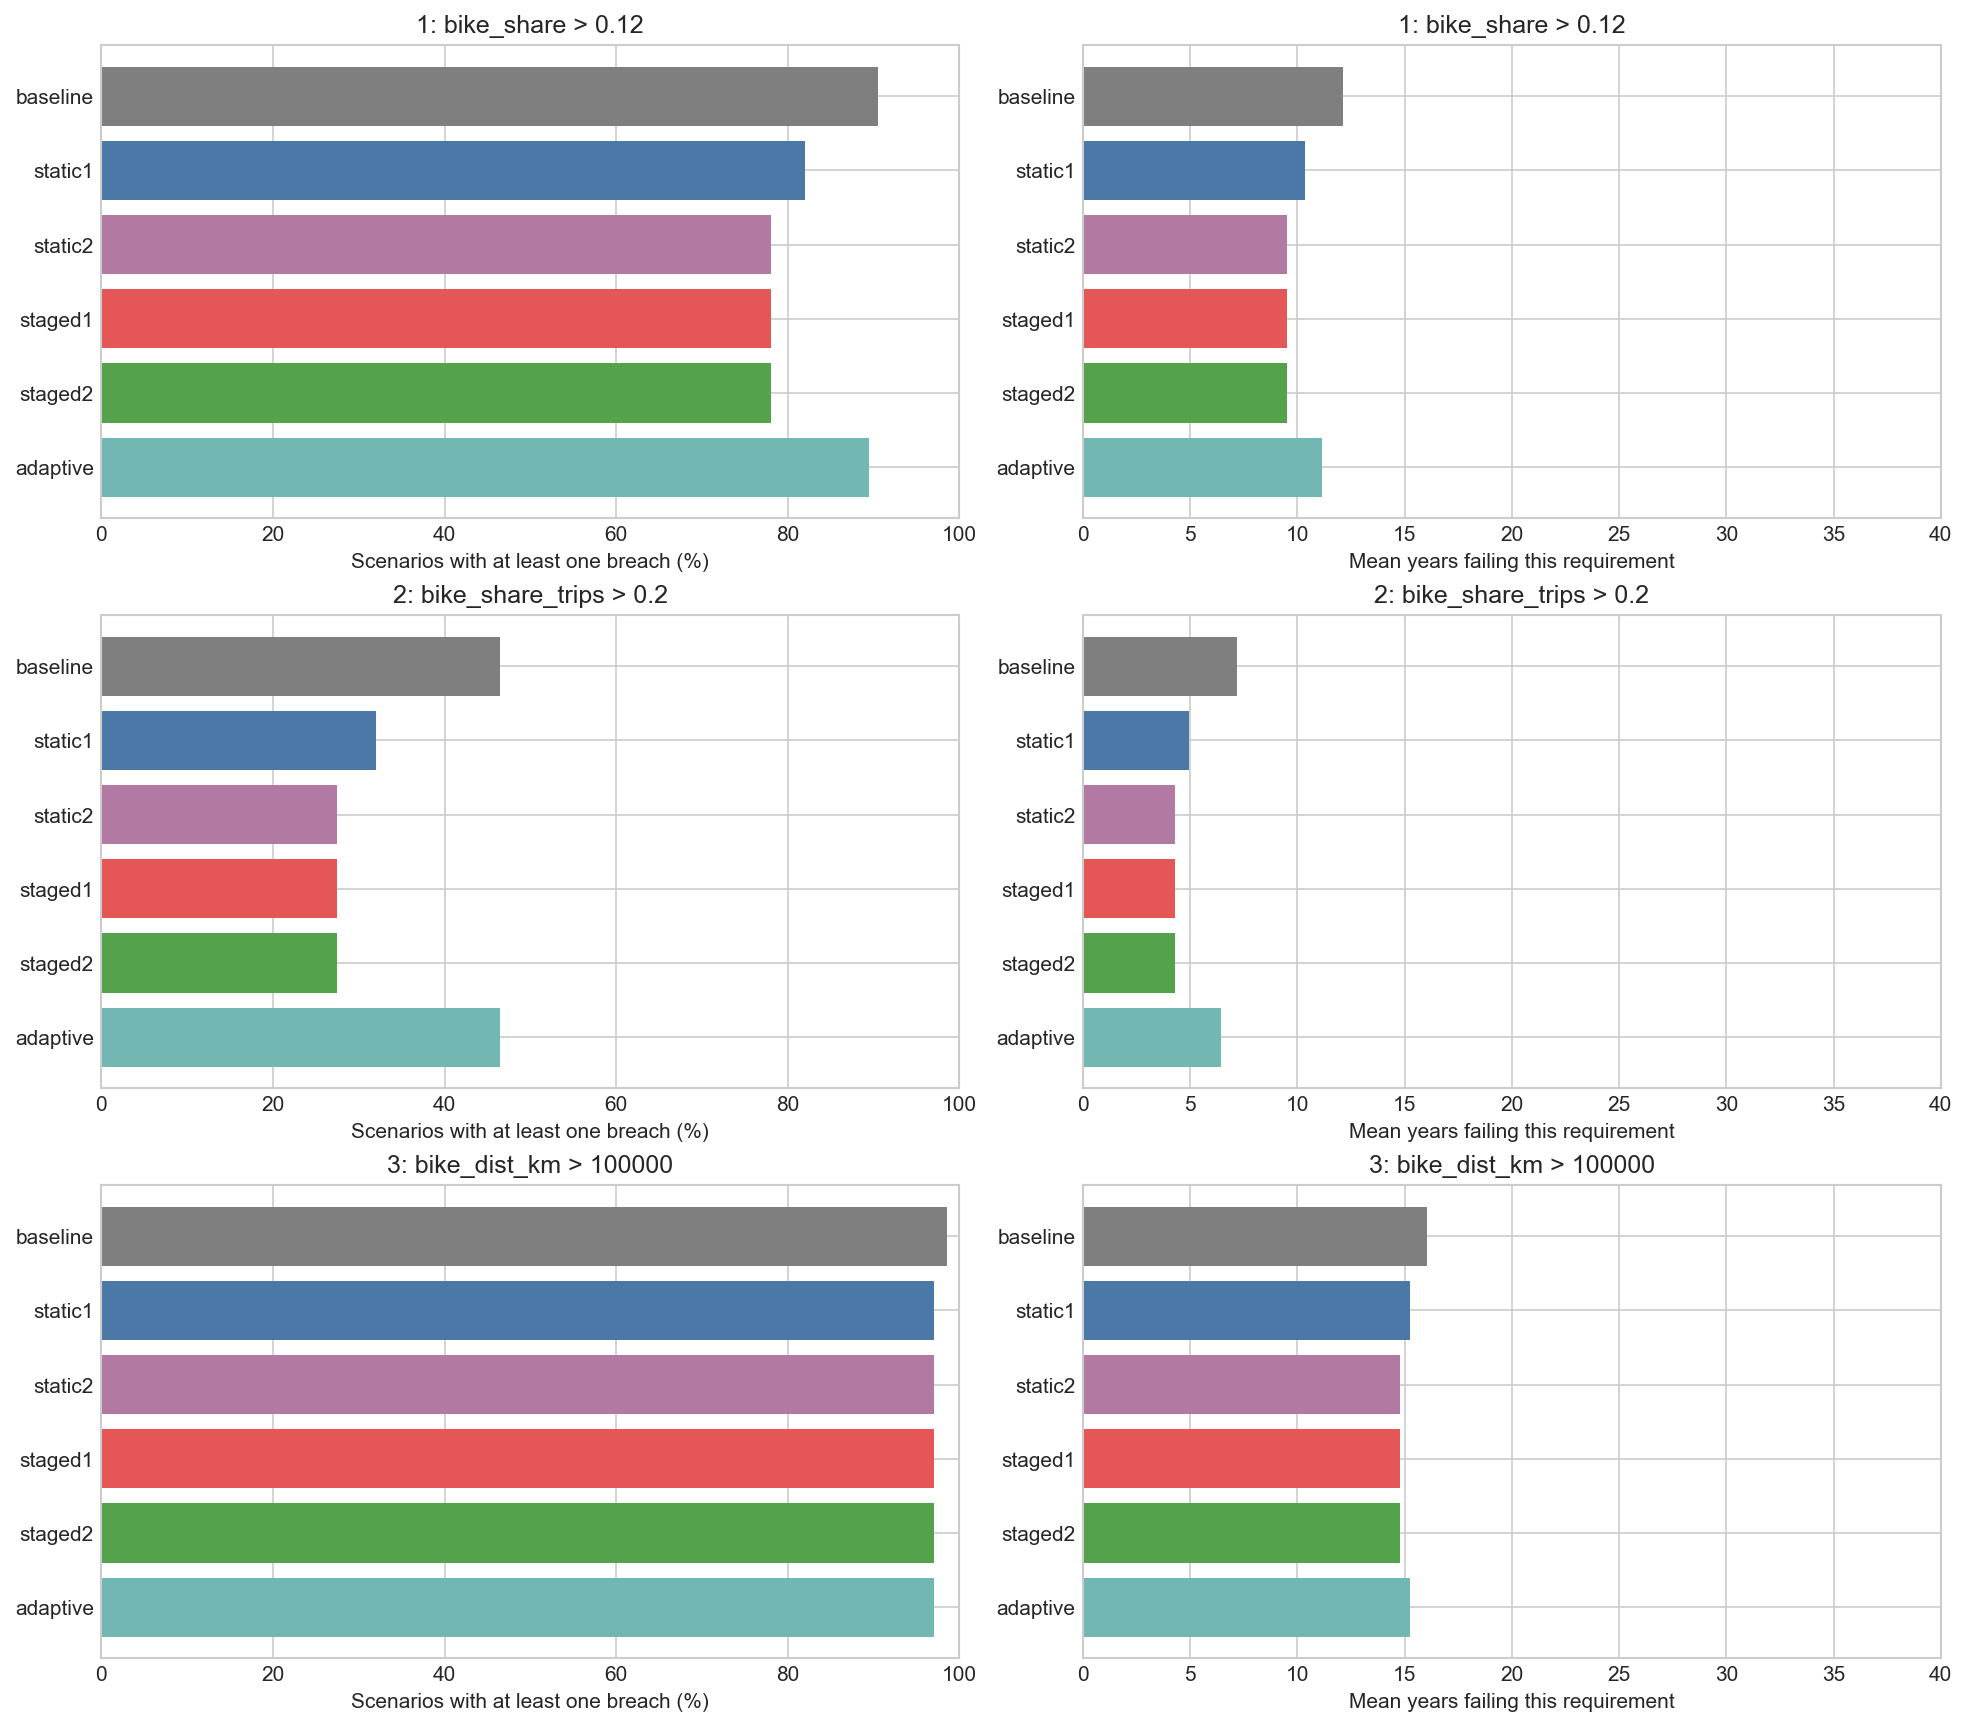 1: bike_share > 0.12
baseline
static1
static2
staged1
staged2
adaptive
0 20 40 60 80 100
Scenarios with at least one breach (%)
1: bike_share > 0.12
baseline
static1
static2
staged1
staged2
adaptive
0 5 10 15 20 25 30 35 40
Mean years failing this requirement
2: bike_share_trips > 0.2
baseline
static1
static2
staged1
staged2
adaptive
0 20 40 60 80 100
Scenarios with at least one breach (%)
2: bike_share_trips > 0.2
baseline
static1
static2
staged1
staged2
adaptive
0 5 10 15 20 25 30 35 40
Mean years failing this requirement
3: bike_dist_km > 100000
baseline
static1
static2
staged1
staged2
adaptive
0 20 40 60 80 100
Scenarios with at least one breach (%)
3: bike_dist_km > 100000
baseline
static1
static2
staged1
staged2
adaptive
0 5 10 15 20 25 30 35 40
Mean years failing this requirement